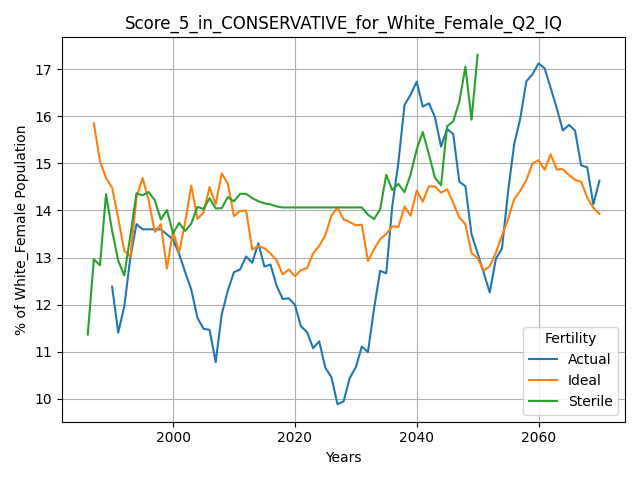 Score_5_in_CONSERVATIVE_for_White_Female_Q2_IQ
% of White_Female Population
17
16
15
14
13
12
11
10
2000
2020
2040
2060
Years
Fertility
Actual
Ideal
Sterile